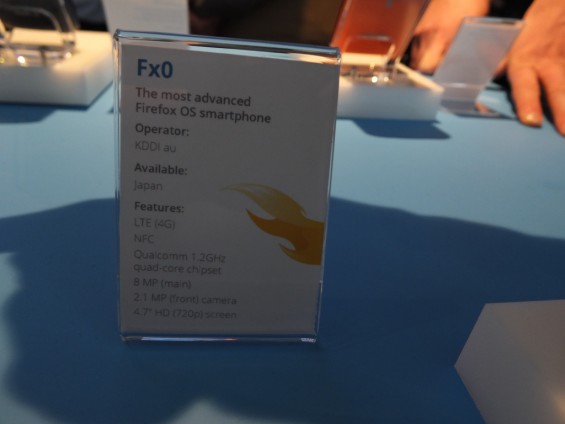 Fx0
The most advanced
Firefox OS smartphone
Operator:
KDDI au
Available:
Japan
Features:
LTE (4G)
NFC
Qualcomm 1.2GHz
quad-core chipset
8 MP (main)
2.1 MP (front) camera
4.7" HD (720p) screen